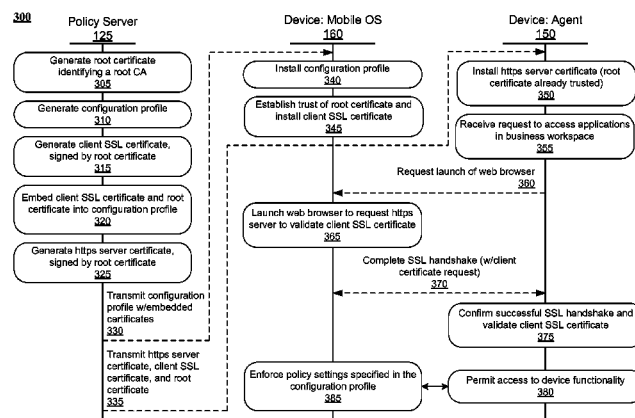 300
Policy Server
125
Device: Mobile OS
160
Device: Agent
150
Generate root certificate
identifying a root CA
305
Generate configuration profile
310
Generate client SSL certificate,
signed by root certificate
315
Embed client SSL certificate and root
certificate into configuration profile
320
Generate https server certificate,
signed by root certificate
325
Transmit configuration
profile w/embedded
certificates
330
Transmit https server
certificate, client SSL
certificate, and root
certificate
335
Install configuration profile
340
Establish trust of root certificate and
install client SSL certificate
345
Install https server certificate (root
certificate already trusted)
350
Receive request to access applications
in business workspace
355
Request launch of web browser
360
Launch web browser to request https
server to validate client SSL certificate
365
Complete SSL handshake (w/client
certificate request)
370
Confirm successful SSL handshake and
validate client SSL certificate
375
Enforce policy settings specified in the
configuration profile
385
Permit access to device functionality
380